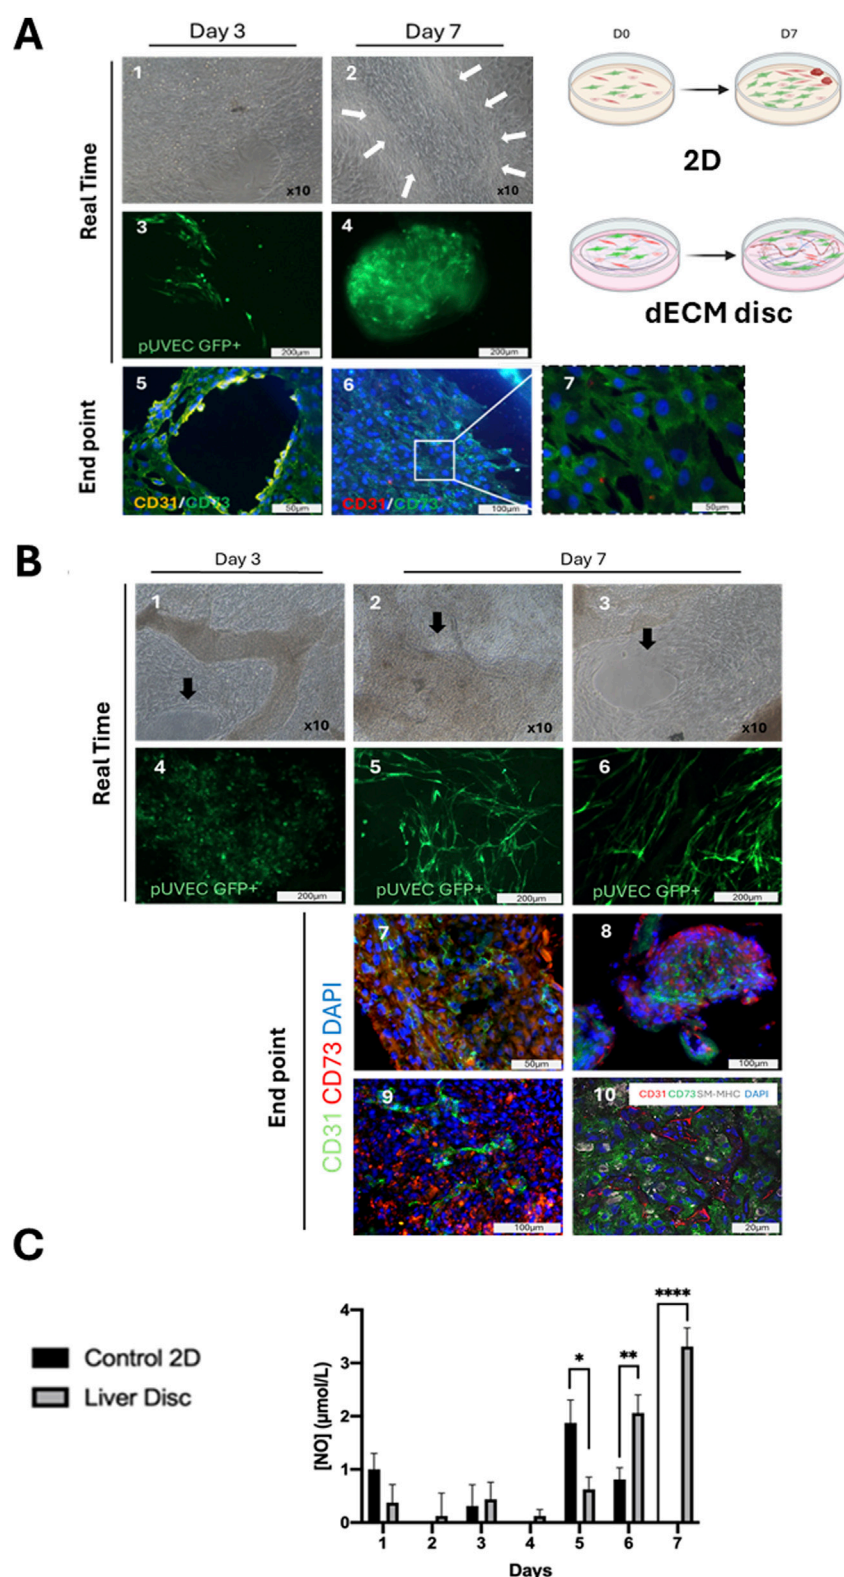 A
Day 3
Day 7
D0
D7
1
x10
2
x10
2D
Real Time
3
pUVEC GFP+
200µm
4
200µm
dECM disc
End point
5
CD31/CD73
50µm
6
CD31/CD73
100µm
7
50µm
B
Day 3
Day 7
Real Time
1
x10
2
x10
3
x10
4
pUVEC GFP+
200µm
5
pUVEC GFP+
200µm
6
pUVEC GFP+
200µm
End point
CD31 CD73 DAPI
7
50µm
8
100µm
9
100µm
10
CD31 CD73 SM-MHC DAPI
20µm
C
Control 2D
Liver Disc
[NO] (µmol/L)
4
3
2
1
0
*
**
****
1 2 3 4 5 6 7
Days